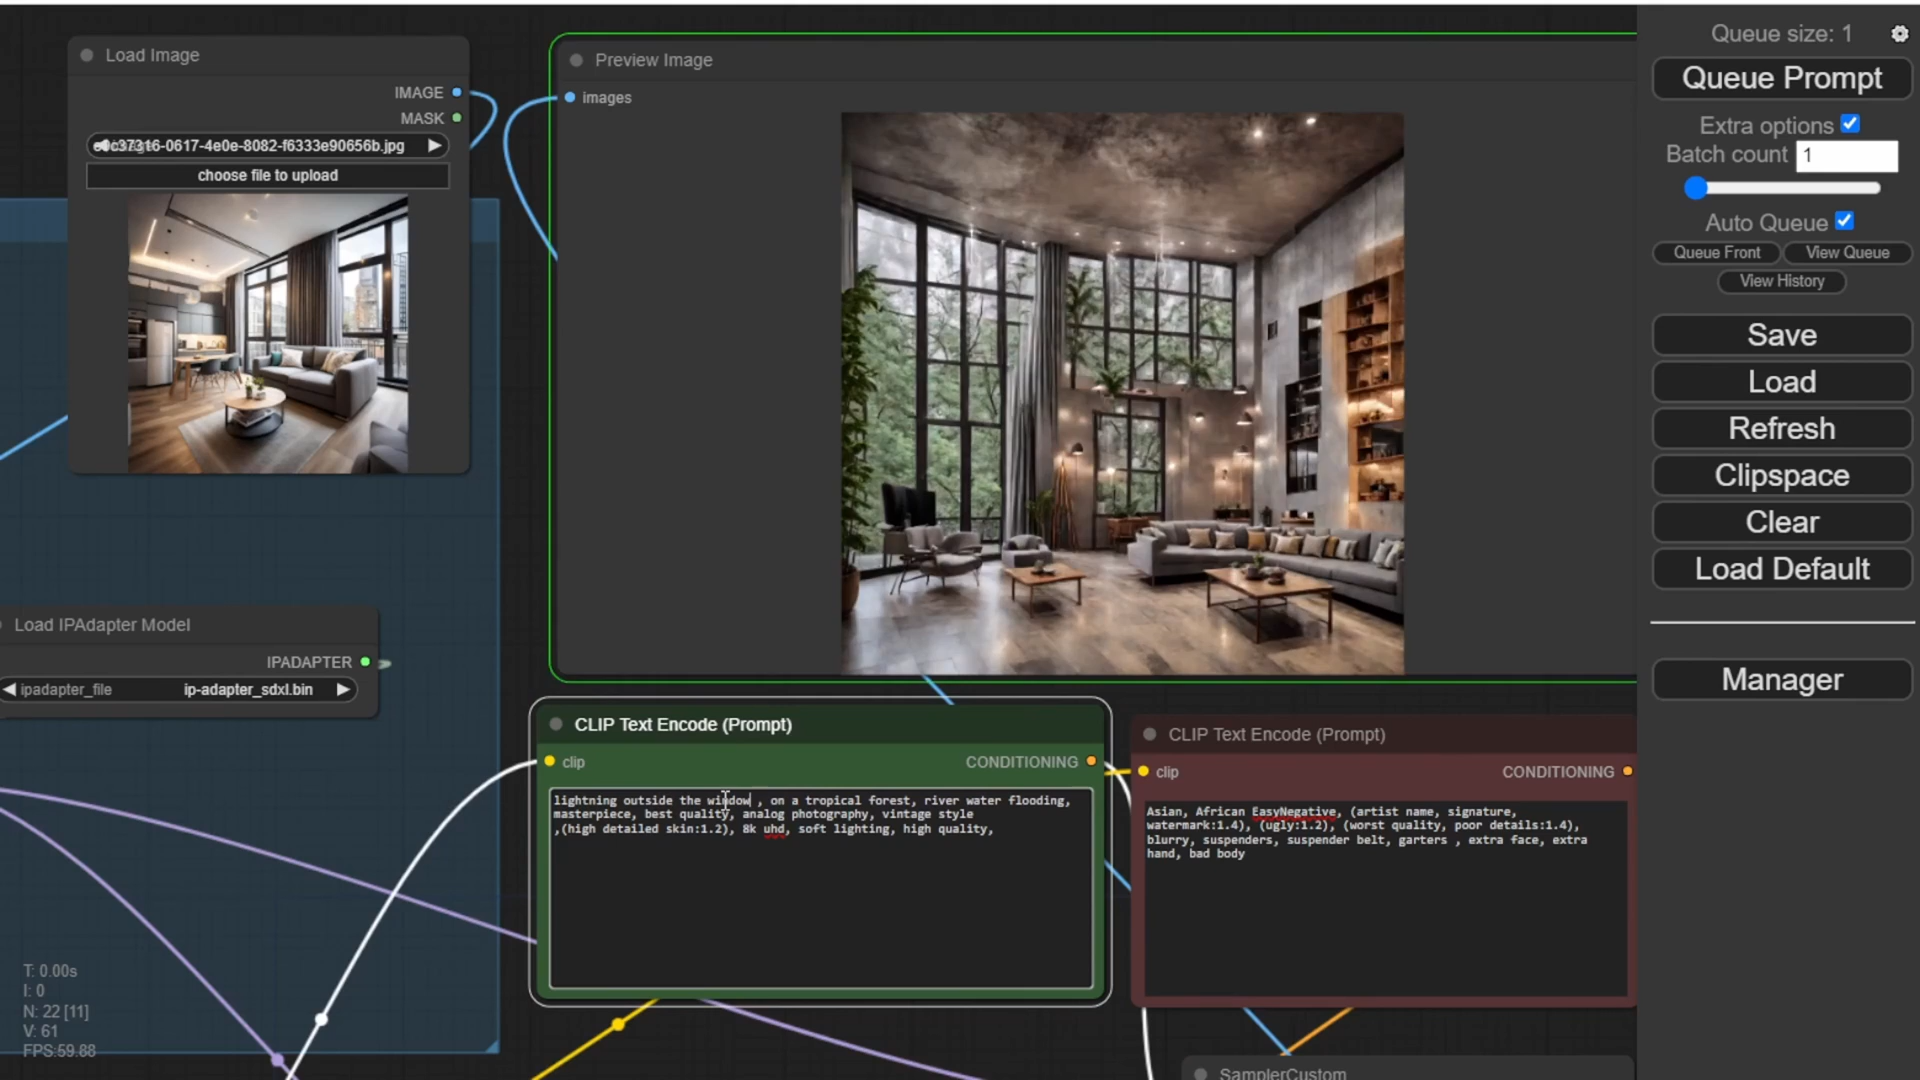 Load Image
IMAGE
MASK
-0617-4e0e-8082-f6333e90656b.jpg
choose file to upload
Preview Image
images
Load IPAdapter Model
IPADAPTER
ipadapter_file ip-adapter_sdxl.bin
CLIP Text Encode (Prompt)
clip CONDITIONING
lightning outside the window , on a tropical forest, river water flooding,
masterpiece, best quality, analog photography, vintage style
,(high detailed skin:1.2), 8k uhd, soft lighting, high quality,
CLIP Text Encode (Prompt)
clip CONDITIONING
Asian, African EasyNegative, (artist name, signature,
watermark:1.4), (ugly:1.2), (worst quality, poor details:1.4),
blurry, suspenders, suspender belt, garters , extra face, extra
hand, bad body
SamplerCustom
T: 0.00s
I: 0
N: 22 [11]
V: 61
FPS:59.88
Queue size: 1
Queue Prompt
Extra options
Batch count 1
Auto Queue
Queue Front View Queue
View History
Save
Load
Refresh
Clipspace
Clear
Load Default
Manager